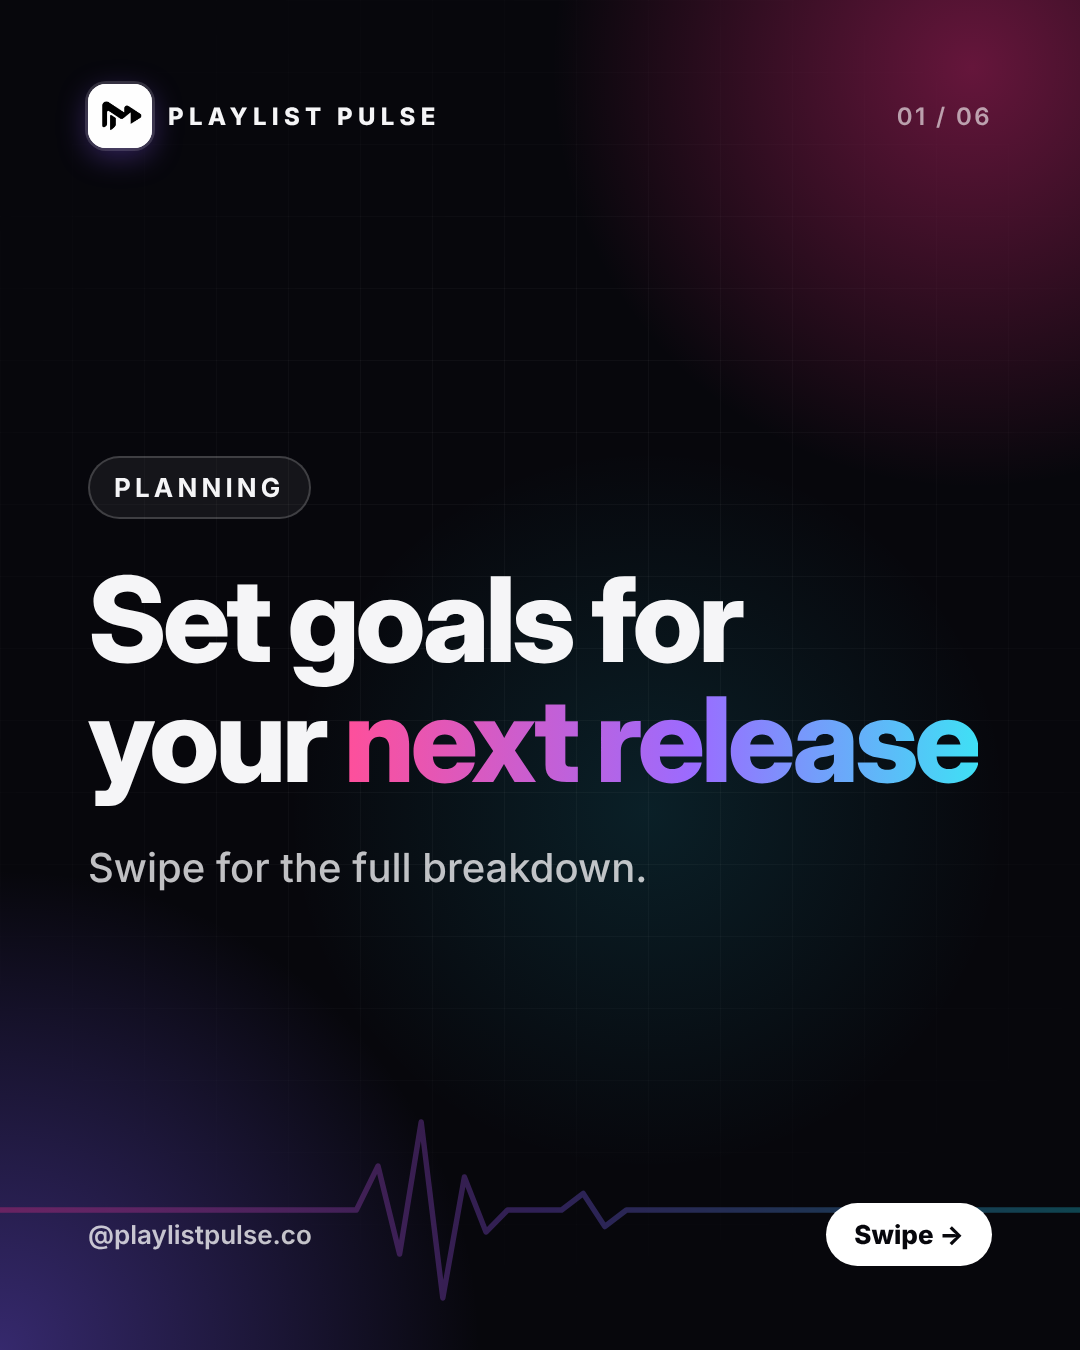 PLAYLIST PULSE
01 / 06
PLANNING
Set goals for
your next release
Swipe for the full breakdown.
@playlistpulse.co
Swipe →